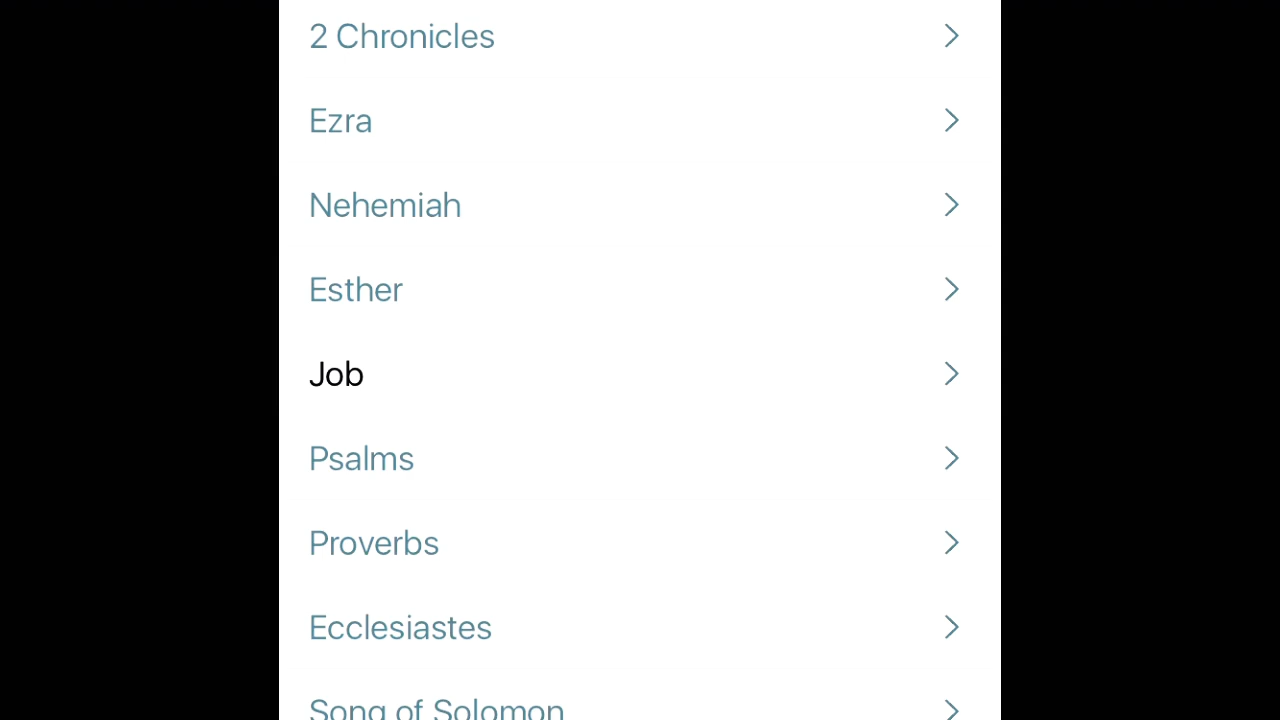 2 Chronicles
Ezra
Nehemiah
Esther
Job
Psalms
Proverbs
Ecclesiastes
Song of Solomon